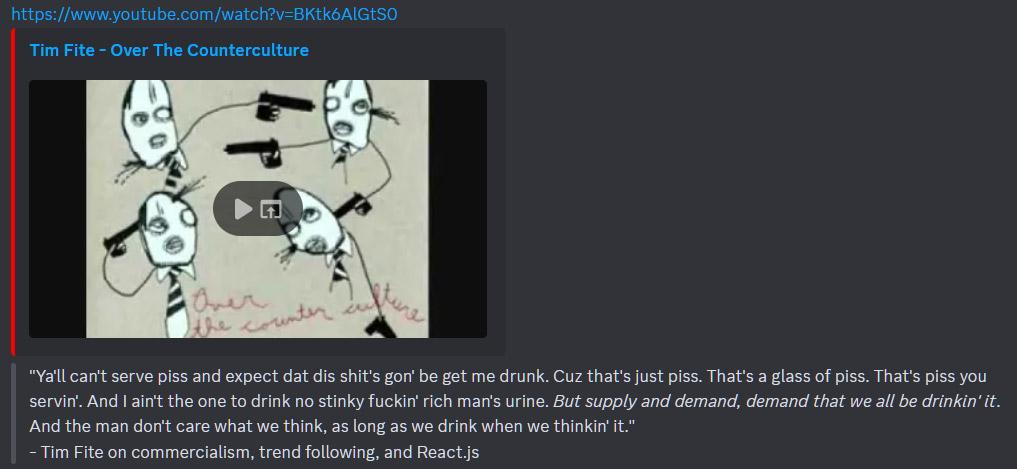 https://www.youtube.com/watch?v=BKtk6AlGtS0
Tim Fite - Over The Counterculture
Over
the counter culture
"Ya'll can't serve piss and expect dat dis shit's gon' be get me drunk. Cuz that's just piss. That's a glass of piss. That's piss you
servin'. And I ain't the one to drink no stinky fuckin' rich man's urine. But supply and demand, demand that we all be drinkin' it.
And the man don't care what we think, as long as we drink when we thinkin' it."
- Tim Fite on commercialism, trend following, and React.js